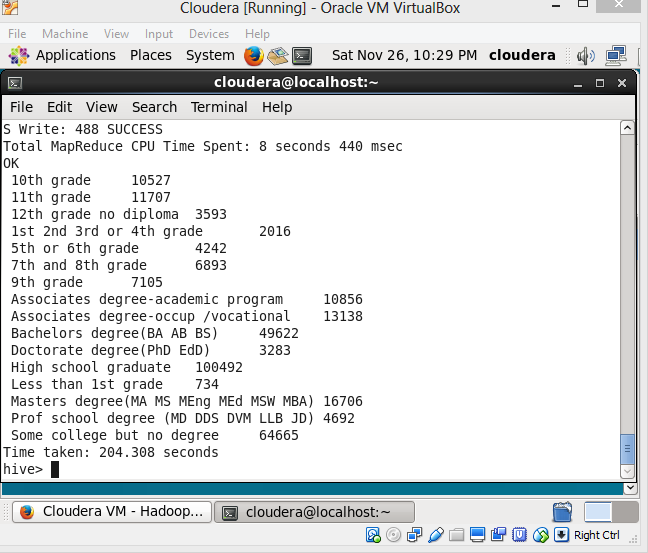 Cloudera [Running] - Oracle VM VirtualBox
File Machine View Input Devices Help
Applications Places System Sat Nov 26, 10:29 PM cloudera
cloudera@localhost:~
File Edit View Search Terminal Help
S Write: 488 SUCCESS
Total MapReduce CPU Time Spent: 8 seconds 440 msec
OK
10th grade 10527
11th grade 11707
12th grade no diploma 3593
1st 2nd 3rd or 4th grade 2016
5th or 6th grade 4242
7th and 8th grade 6893
9th grade 7105
Associates degree-academic program 10856
Associates degree-occup /vocational 13138
Bachelors degree(BA AB BS) 49622
Doctorate degree(PhD EdD) 3283
High school graduate 100492
Less than 1st grade 734
Masters degree(MA MS MEng MEd MSW MBA) 16706
Prof school degree (MD DDS DVM LLB JD) 4692
Some college but no degree 64665
Time taken: 204.308 seconds
hive>
Cloudera VM - Hadoop... cloudera@localhost:~
Right Ctrl